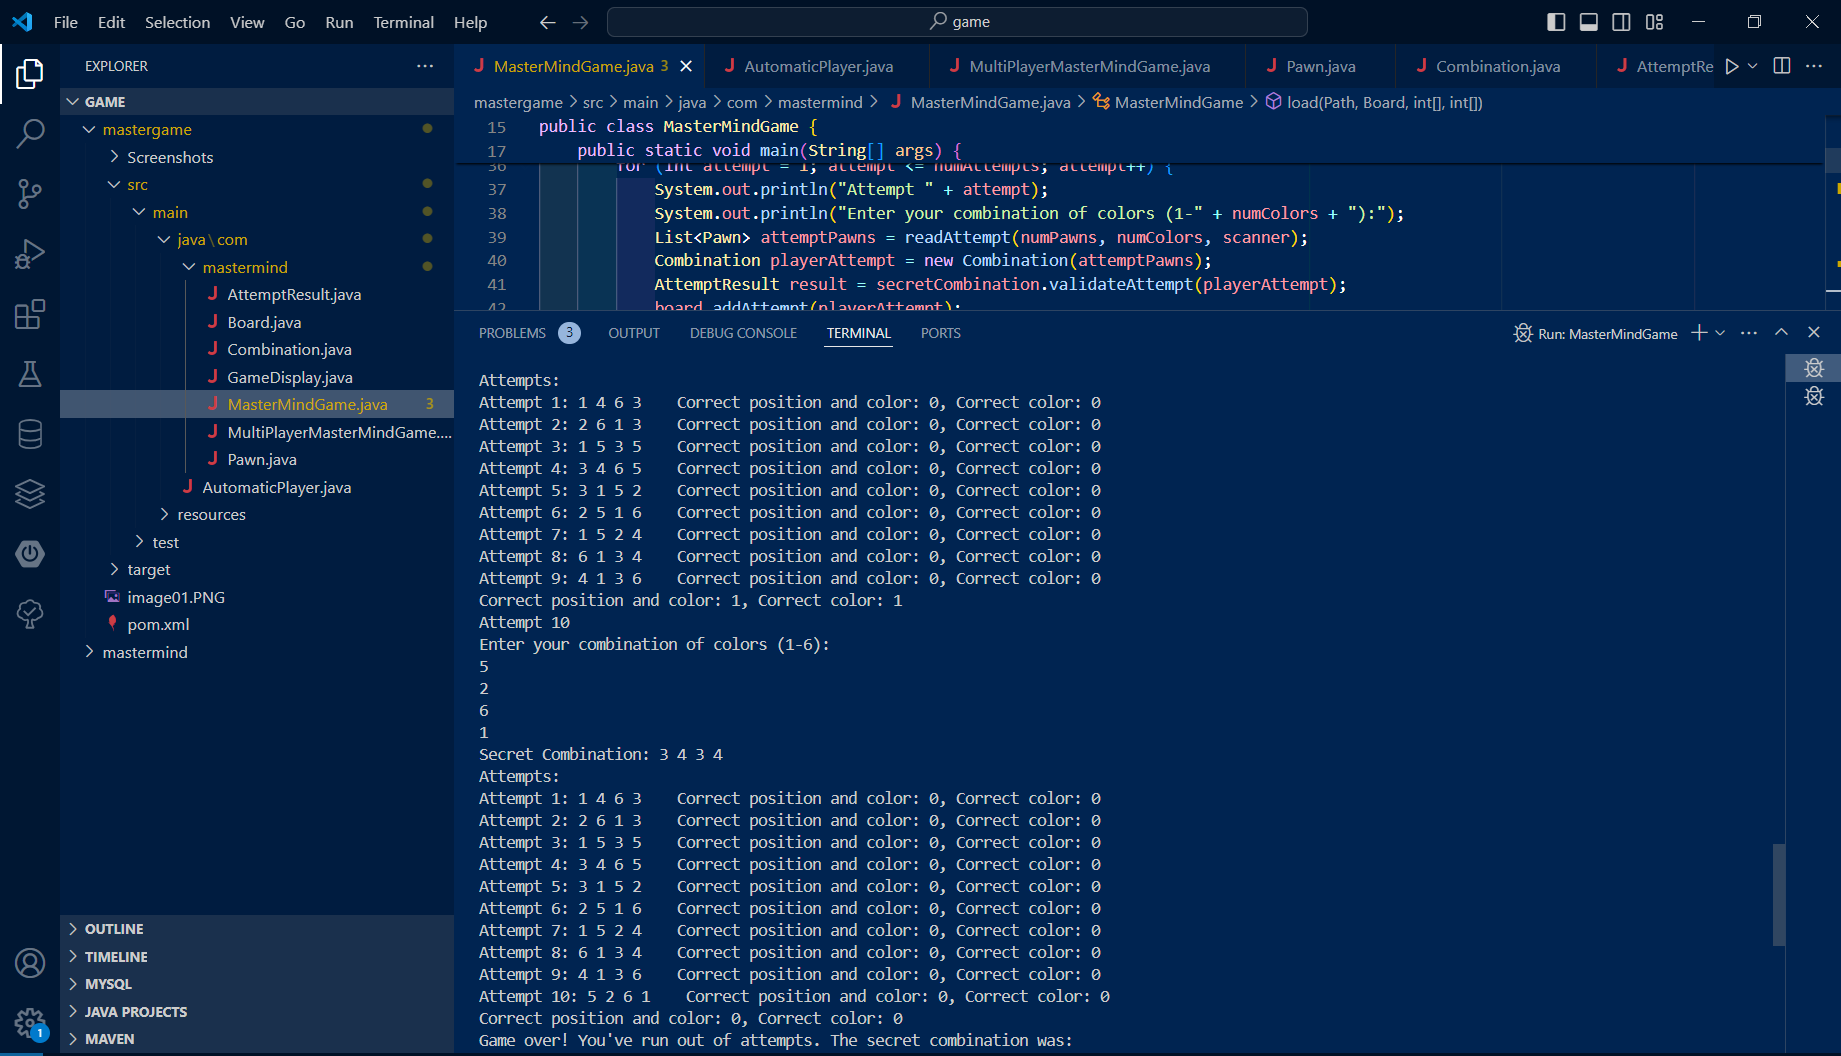 File Edit Selection View Go Run Terminal Help
game
EXPLORER
GAME
mastergame
Screenshots
src
main
java\com
mastermind
AttemptResult.java
Board.java
Combination.java
GameDisplay.java
MasterMindGame.java 3
MultiPlayerMasterMindGame....
Pawn.java
AutomaticPlayer.java
resources
test
target
image01.PNG
pom.xml
mastermind
OUTLINE
TIMELINE
MYSQL
JAVA PROJECTS
MAVEN
1
MasterMindGame.java 3 AutomaticPlayer.java MultiPlayerMasterMindGame.java Pawn.java Combination.java AttemptRe
mastergame > src > main > java > com > mastermind > MasterMindGame.java > MasterMindGame > load(Path, Board, int[], int[])
15 public class MasterMindGame {
17 public static void main(String[] args) {
36 for (int attempt = 1; attempt <= numAttempts; attempt++) {
37 System.out.println("Attempt " + attempt);
38 System.out.println("Enter your combination of colors (1-" + numColors + "):");
39 List<Pawn> attemptPawns = readAttempt(numPawns, numColors, scanner);
40 Combination playerAttempt = new Combination(attemptPawns);
41 AttemptResult result = secretCombination.validateAttempt(playerAttempt);
42 board.addAttempt(playerAttempt);
PROBLEMS 3 OUTPUT DEBUG CONSOLE TERMINAL PORTS
Run: MasterMindGame
Attempts:
Attempt 1: 1 4 6 3 Correct position and color: 0, Correct color: 0
Attempt 2: 2 6 1 3 Correct position and color: 0, Correct color: 0
Attempt 3: 1 5 3 5 Correct position and color: 0, Correct color: 0
Attempt 4: 3 4 6 5 Correct position and color: 0, Correct color: 0
Attempt 5: 3 1 5 2 Correct position and color: 0, Correct color: 0
Attempt 6: 2 5 1 6 Correct position and color: 0, Correct color: 0
Attempt 7: 1 5 2 4 Correct position and color: 0, Correct color: 0
Attempt 8: 6 1 3 4 Correct position and color: 0, Correct color: 0
Attempt 9: 4 1 3 6 Correct position and color: 0, Correct color: 0
Correct position and color: 1, Correct color: 1
Attempt 10
Enter your combination of colors (1-6):
5
2
6
1
Secret Combination: 3 4 3 4
Attempts:
Attempt 1: 1 4 6 3 Correct position and color: 0, Correct color: 0
Attempt 2: 2 6 1 3 Correct position and color: 0, Correct color: 0
Attempt 3: 1 5 3 5 Correct position and color: 0, Correct color: 0
Attempt 4: 3 4 6 5 Correct position and color: 0, Correct color: 0
Attempt 5: 3 1 5 2 Correct position and color: 0, Correct color: 0
Attempt 6: 2 5 1 6 Correct position and color: 0, Correct color: 0
Attempt 7: 1 5 2 4 Correct position and color: 0, Correct color: 0
Attempt 8: 6 1 3 4 Correct position and color: 0, Correct color: 0
Attempt 9: 4 1 3 6 Correct position and color: 0, Correct color: 0
Attempt 10: 5 2 6 1 Correct position and color: 0, Correct color: 0
Correct position and color: 0, Correct color: 0
Game over! You've run out of attempts. The secret combination was: